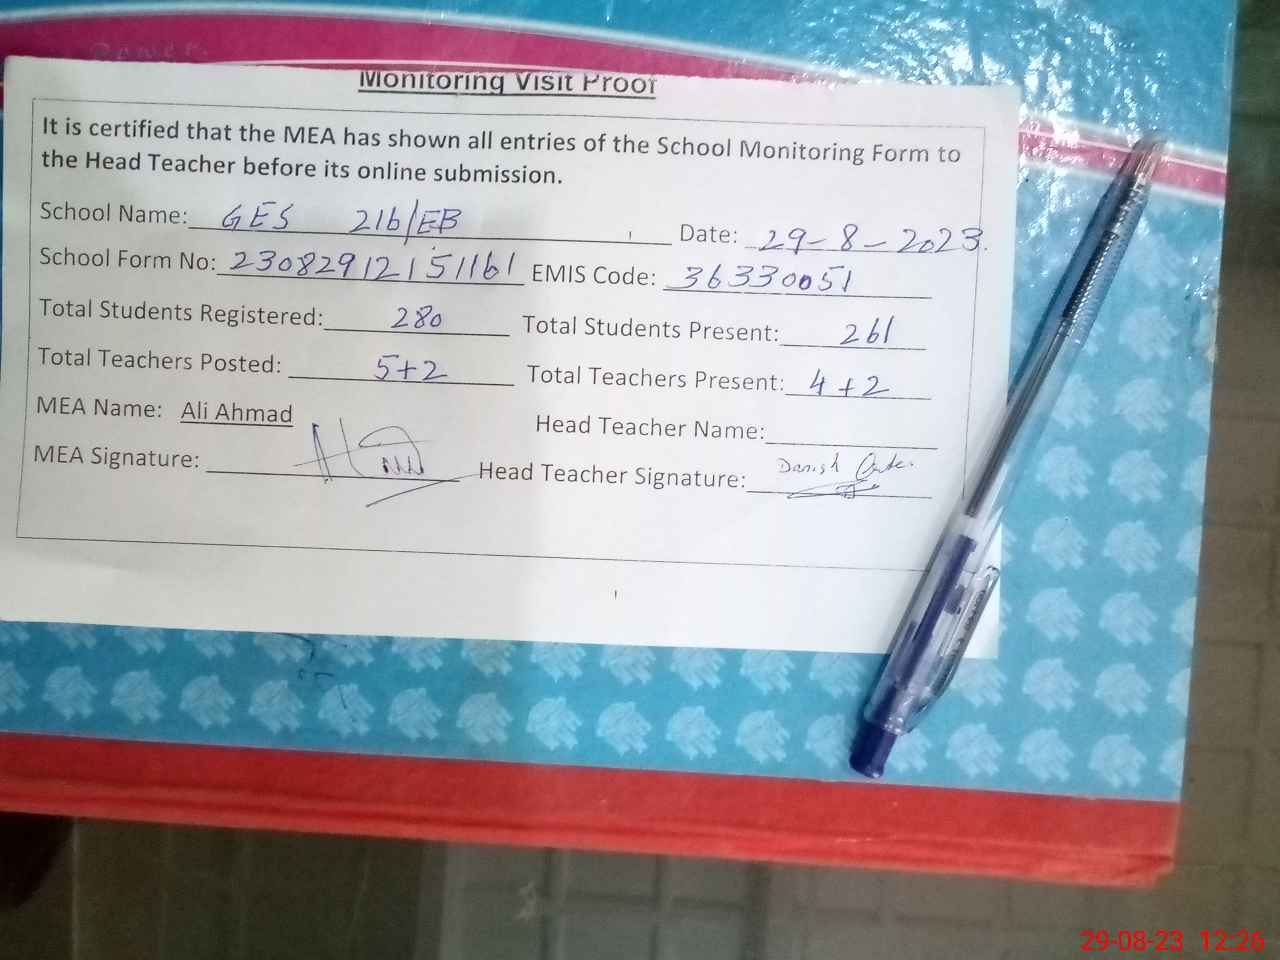 Monitoring Visit Proof
It is certified that the MEA has shown all entries of the School Monitoring Form to
the Head Teacher before its online submission.
School Name: GES 216/EB Date: 29-8-2023.
School Form No: 23082912151161 EMIS Code: 36330051
Total Students Registered: 280 Total Students Present: 261
Total Teachers Posted: 5+2 Total Teachers Present: 4+2
MEA Name: Ali Ahmad Head Teacher Name:
MEA Signature: Head Teacher Signature: Danish
29-08-23 12:26